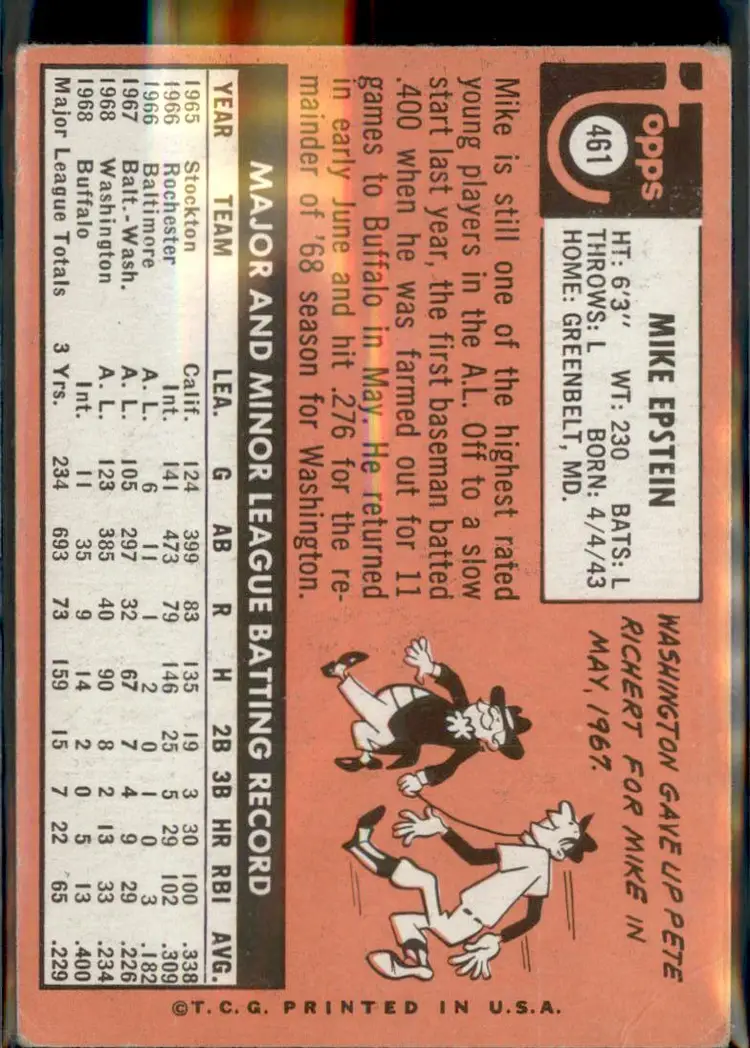 Topps
461
MIKE EPSTEIN
HT: 6'3" WT: 230 BATS: L
THROWS: L BORN: 4/4/43
HOME: GREENBELT, MD.
WASHINGTON GAVE UP PETE
RICHERT FOR MIKE IN
MAY, 1967.
Mike is still one of the highest rated
young players in the A.L. Off to a slow
start last year, the first baseman batted
.400 when he was farmed out for 11
games to Buffalo in May. He returned
in early June and hit .276 for the re-
mainder of '68 season for Washington.
MAJOR AND MINOR LEAGUE BATTING RECORD
YEAR TEAM LEA. G AB R H 2B 3B HR RBI AVG.
1965 Stockton Calif. 124 399 83 135 19 3 30 100 .338
1966 Rochester Int. 141 473 79 146 25 5 29 102 .309
1966 Baltimore A. L. 6 11 1 2 0 1 0 3 .182
1967 Balt.-Wash. A. L. 105 297 32 67 7 4 9 29 .226
1968 Washington A. L. 123 385 40 90 8 2 13 33 .234
1968 Buffalo Int. 11 35 9 14 2 0 5 13 .400
Major League Totals 3 Yrs. 234 693 73 159 15 7 22 65 .229
©T.C.G. PRINTED IN U.S.A.